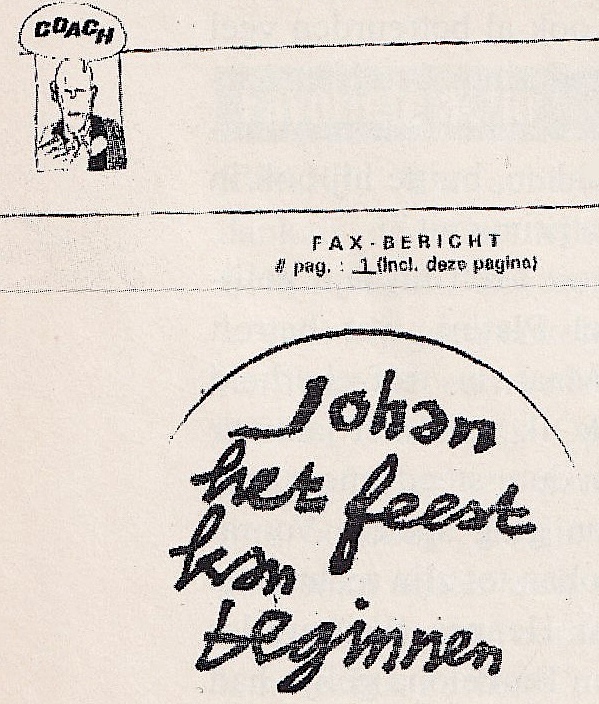 COACH
FAX-BERICHT
# pag. : 1 (incl. deze pagina)
Johan
het feest
kan
beginnen